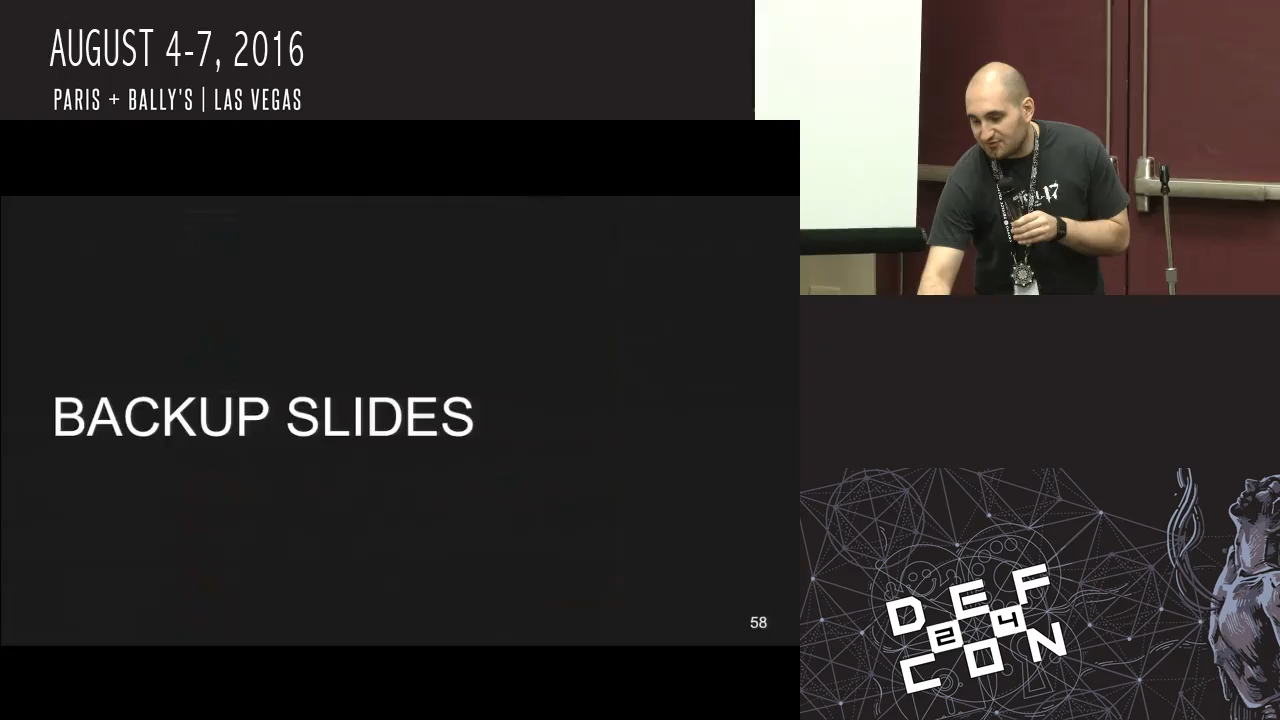 AUGUST 4-7, 2016
PARIS + BALLY'S | LAS VEGAS
BACKUP SLIDES
58
DEF
24
CON